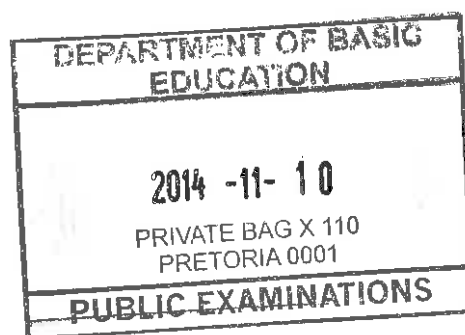 DEPARTMENT OF BASIC
EDUCATION
2014 -11- 10
PRIVATE BAG X 110
PRETORIA 0001
PUBLIC EXAMINATIONS